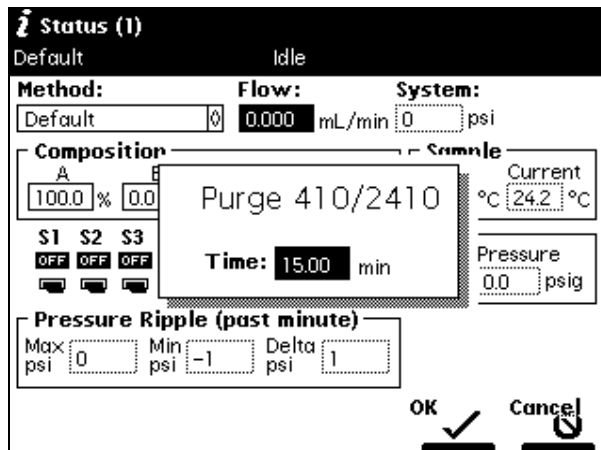 i Status (1)
Default Idle
Method: Flow: System:
Default 0.000 mL/min 0 psi
Composition Sample
A Current
100.0 % 0.0 °C 24.2 °C
Purge 410/2410
S1 S2 S3
OFF OFF OFF
Time: 15.00 min
Pressure
0.0 psig
Pressure Ripple (past minute)
Max psi 0 Min psi -1 Delta psi 1
OK Cancel